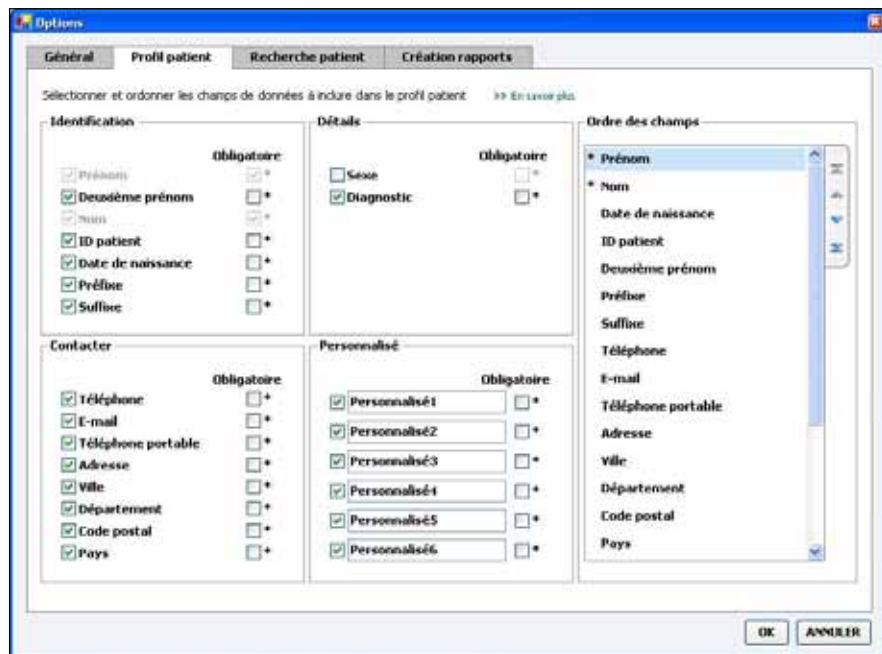 Options
Général Profil patient Recherche patient Création rapports
Sélectionner et ordonner les champs de données à inclure dans le profil patient >> En savoir plus
Identification
Obligatoire
Prénom *
Deuxième prénom *
Nom *
ID patient *
Date de naissance *
Préfixe *
Suffixe *
Détails
Obligatoire
Sexe *
Diagnostic *
Contacter
Obligatoire
Téléphone *
E-mail *
Téléphone portable *
Adresse *
Ville *
Département *
Code postal *
Pays *
Personnalisé
Obligatoire
Personnalisé1 *
Personnalisé2 *
Personnalisé3 *
Personnalisé4 *
Personnalisé5 *
Personnalisé6 *
Ordre des champs
* Prénom
* Nom
Date de naissance
ID patient
Deuxième prénom
Préfixe
Suffixe
Téléphone
E-mail
Téléphone portable
Adresse
Ville
Département
Code postal
Pays
OK ANNULER